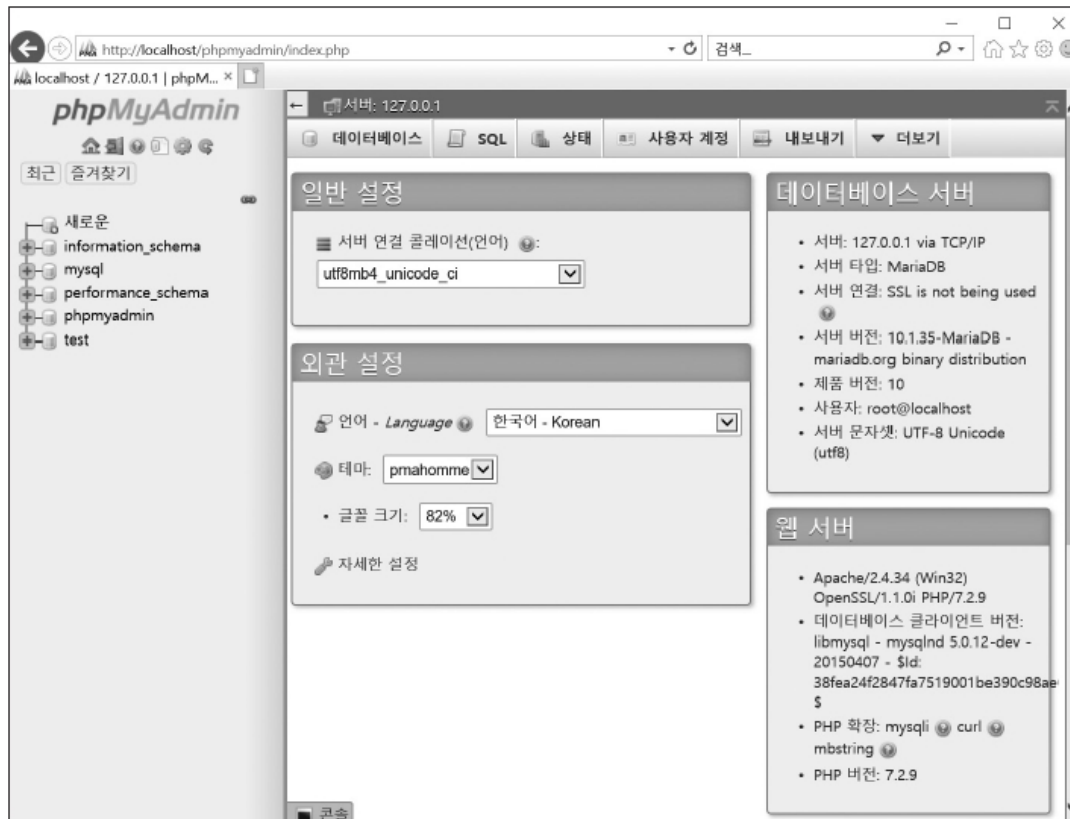 http://localhost/phpmyadmin/index.php
검색_
localhost / 127.0.0.1 | phpM...
phpMyAdmin
최근 즐겨찾기
새로운
information_schema
mysql
performance_schema
phpmyadmin
test
서버: 127.0.0.1
데이터베이스 SQL 상태 사용자 계정 내보내기 더보기
일반 설정
서버 연결 콜레이션(언어) :
utf8mb4_unicode_ci
외관 설정
언어 - Language 한국어 - Korean
테마: pmahomme
• 글꼴 크기: 82%
자세한 설정
콘솔
데이터베이스 서버
• 서버: 127.0.0.1 via TCP/IP
• 서버 타입: MariaDB
• 서버 연결: SSL is not being used
• 서버 버전: 10.1.35-MariaDB -
mariadb.org binary distribution
• 제품 버전: 10
• 사용자: root@localhost
• 서버 문자셋: UTF-8 Unicode
(utf8)
웹 서버
• Apache/2.4.34 (Win32)
OpenSSL/1.1.0i PHP/7.2.9
• 데이터베이스 클라이언트 버전:
libmysql - mysqlnd 5.0.12-dev -
20150407 - $Id:
38fea24f2847fa7519001be390c98ae
$
• PHP 확장: mysqli curl
mbstring
• PHP 버전: 7.2.9